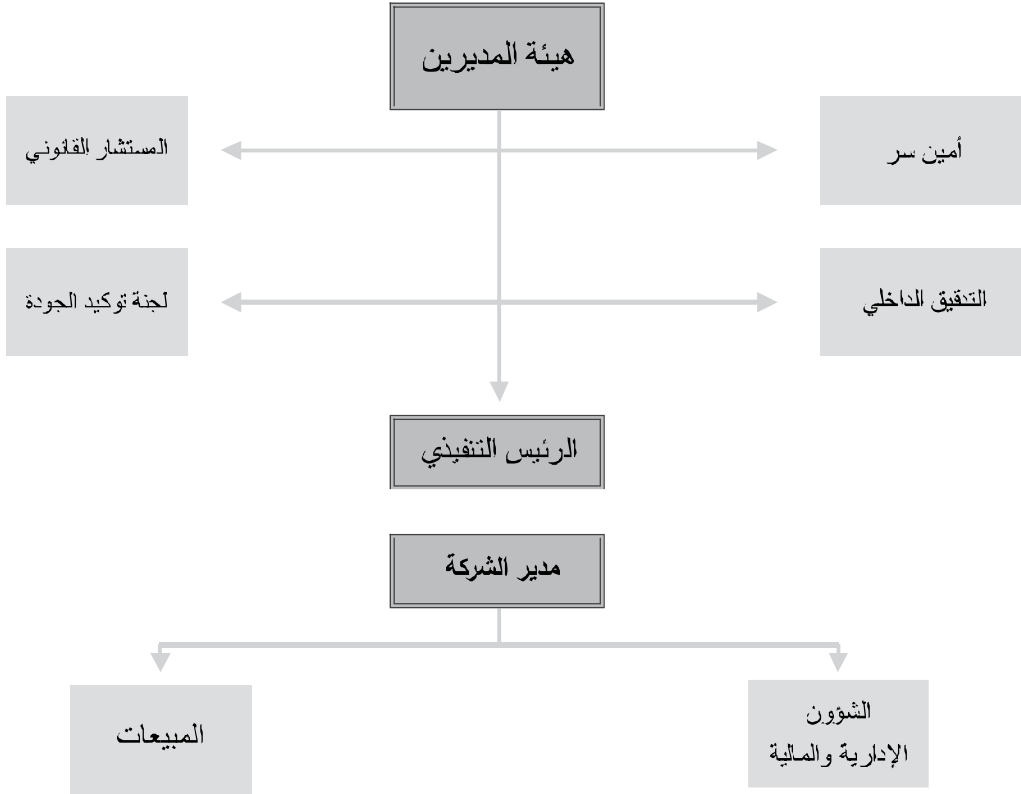 هيئة المديرين
أمين سر
المستشار القانوني
التدقيق الداخلي
لجنة توكيد الجودة
الرئيس التنفيذي
مدير الشركة
الشؤون
الإدارية والمالية
المبيعات